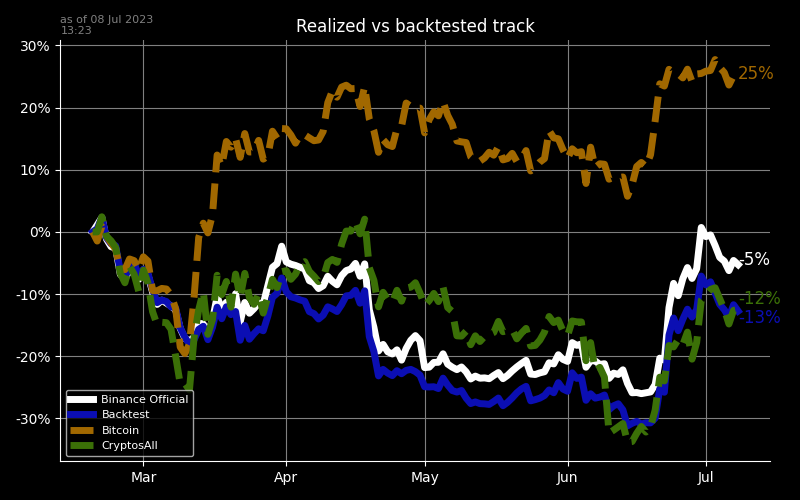 as of 08 Jul 2023
13:23
Realized vs backtested track
30%
20%
10%
0%
-10%
-20%
-30%
25%
-5%
-12%
-13%
Binance Official
Backtest
Bitcoin
CryptosAll
Mar
Apr
May
Jun
Jul